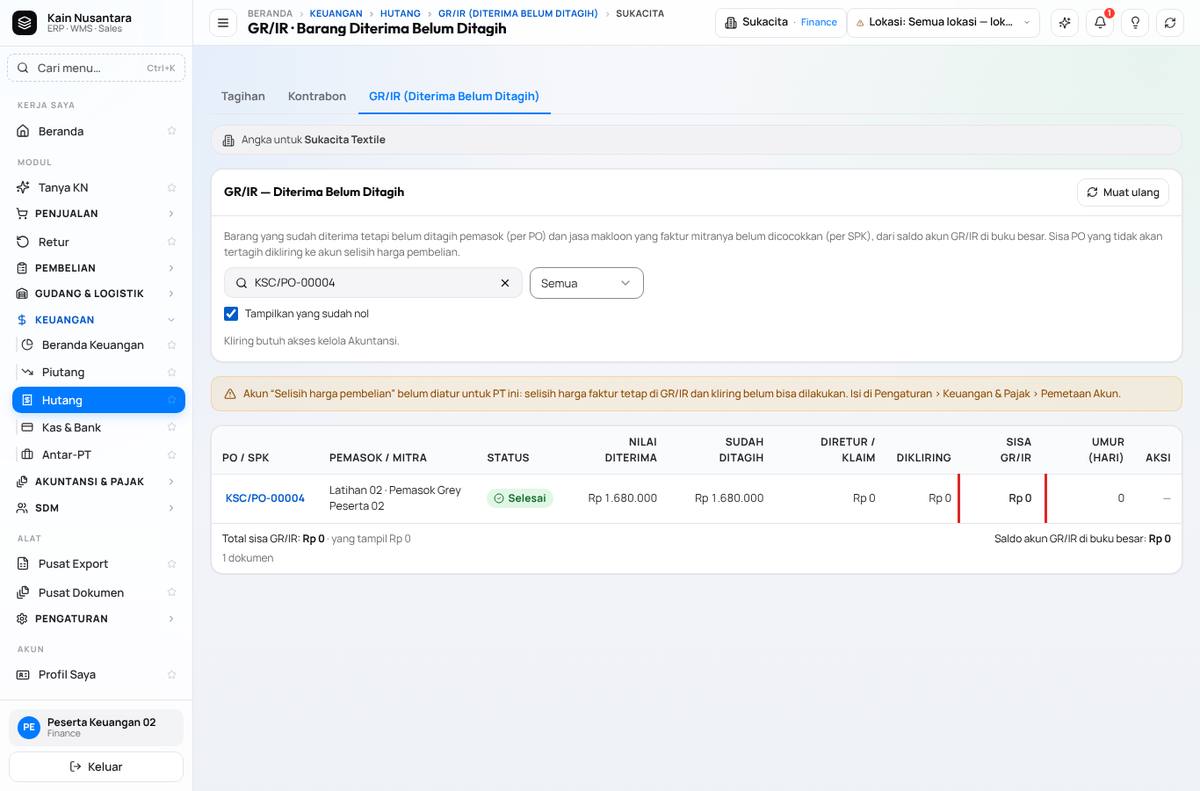 Kain Nusantara
ERP · WMS · Sales
Cari menu...
Ctrl+K
KERJA SAYA
Beranda
MODUL
Tanya KN
PENJUALAN
Retur
PEMBELIAN
GUDANG & LOGISTIK
KEUANGAN
Beranda Keuangan
Piutang
Hutang
Kas & Bank
Antar-PT
AKUNTANSI & PAJAK
SDM
ALAT
Pusat Export
Pusat Dokumen
PENGATURAN
AKUN
Profil Saya
PE
Peserta Keuangan 02
Finance
Keluar
BERANDA › KEUANGAN › HUTANG › GR/IR (DITERIMA BELUM DITAGIH) › SUKACITA
GR/IR · Barang Diterima Belum Ditagih
Sukacita · Finance
Lokasi: Semua lokasi — lok...
1
Tagihan
Kontrabon
GR/IR (Diterima Belum Ditagih)
Angka untuk Sukacita Textile
GR/IR — Diterima Belum Ditagih
Muat ulang
Barang yang sudah diterima tetapi belum ditagih pemasok (per PO) dan jasa makloon yang faktur mitranya belum dicocokkan (per SPK), dari saldo akun GR/IR di buku besar. Sisa PO yang tidak akan
tertagih dikliring ke akun selisih harga pembelian.
KSC/PO-00004
Semua
Tampilkan yang sudah nol
Kliring butuh akses kelola Akuntansi.
Akun “Selisih harga pembelian” belum diatur untuk PT ini: selisih harga faktur tetap di GR/IR dan kliring belum bisa dilakukan. Isi di Pengaturan › Keuangan & Pajak › Pemetaan Akun.
PO / SPK
PEMASOK / MITRA
STATUS
NILAI
DITERIMA
SUDAH
DITAGIH
DIRETUR /
KLAIM
DIKLIRING
SISA
GR/IR
UMUR
(HARI)
AKSI
KSC/PO-00004
Latihan 02 · Pemasok Grey
Peserta 02
Selesai
Rp 1.680.000
Rp 1.680.000
Rp 0
Rp 0
Rp 0
0
—
Total sisa GR/IR: Rp 0 · yang tampil Rp 0
Saldo akun GR/IR di buku besar: Rp 0
1 dokumen